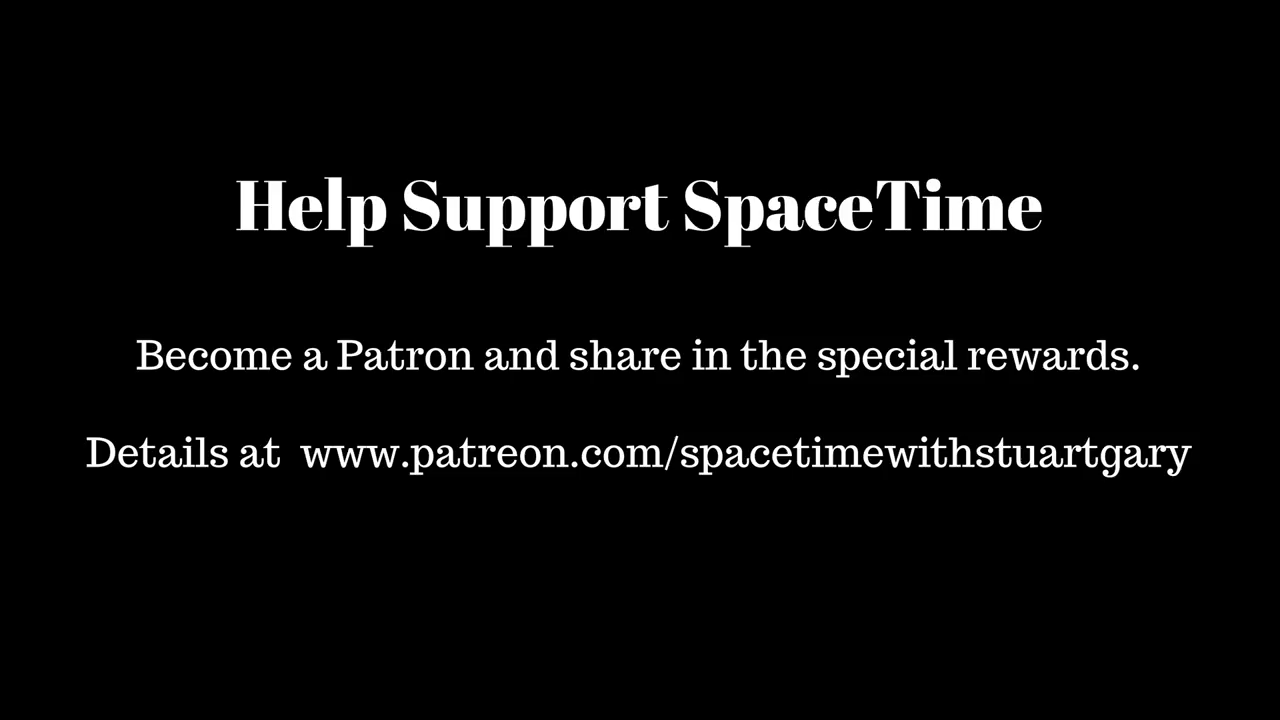 Help Support SpaceTime
Become a Patron and share in the special rewards.
Details at  www.patreon.com/spacetimewithstuartgary